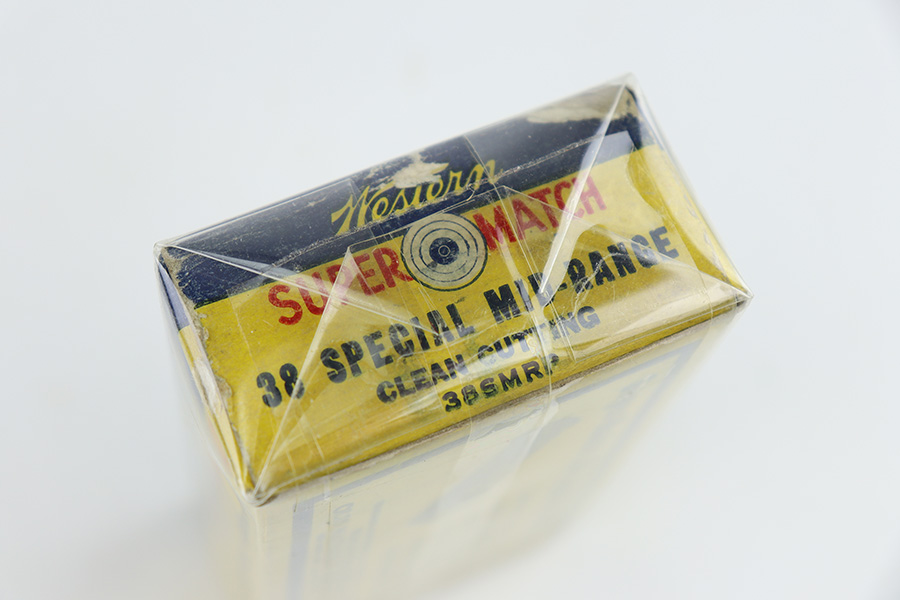 Western
SUPER MATCH
38 SPECIAL MID-RANGE
CLEAN CUTTING
38SMRP